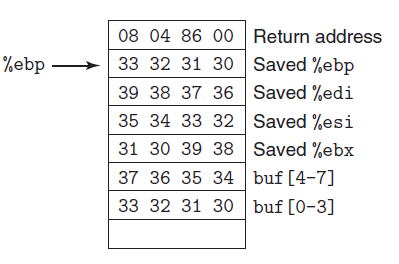 08 04 86 00 Return address
%ebp 33 32 31 30 Saved %ebp
39 38 37 36 Saved %edi
35 34 33 32 Saved %esi
31 30 39 38 Saved %ebx
37 36 35 34 buf[4-7]
33 32 31 30 buf[0-3]